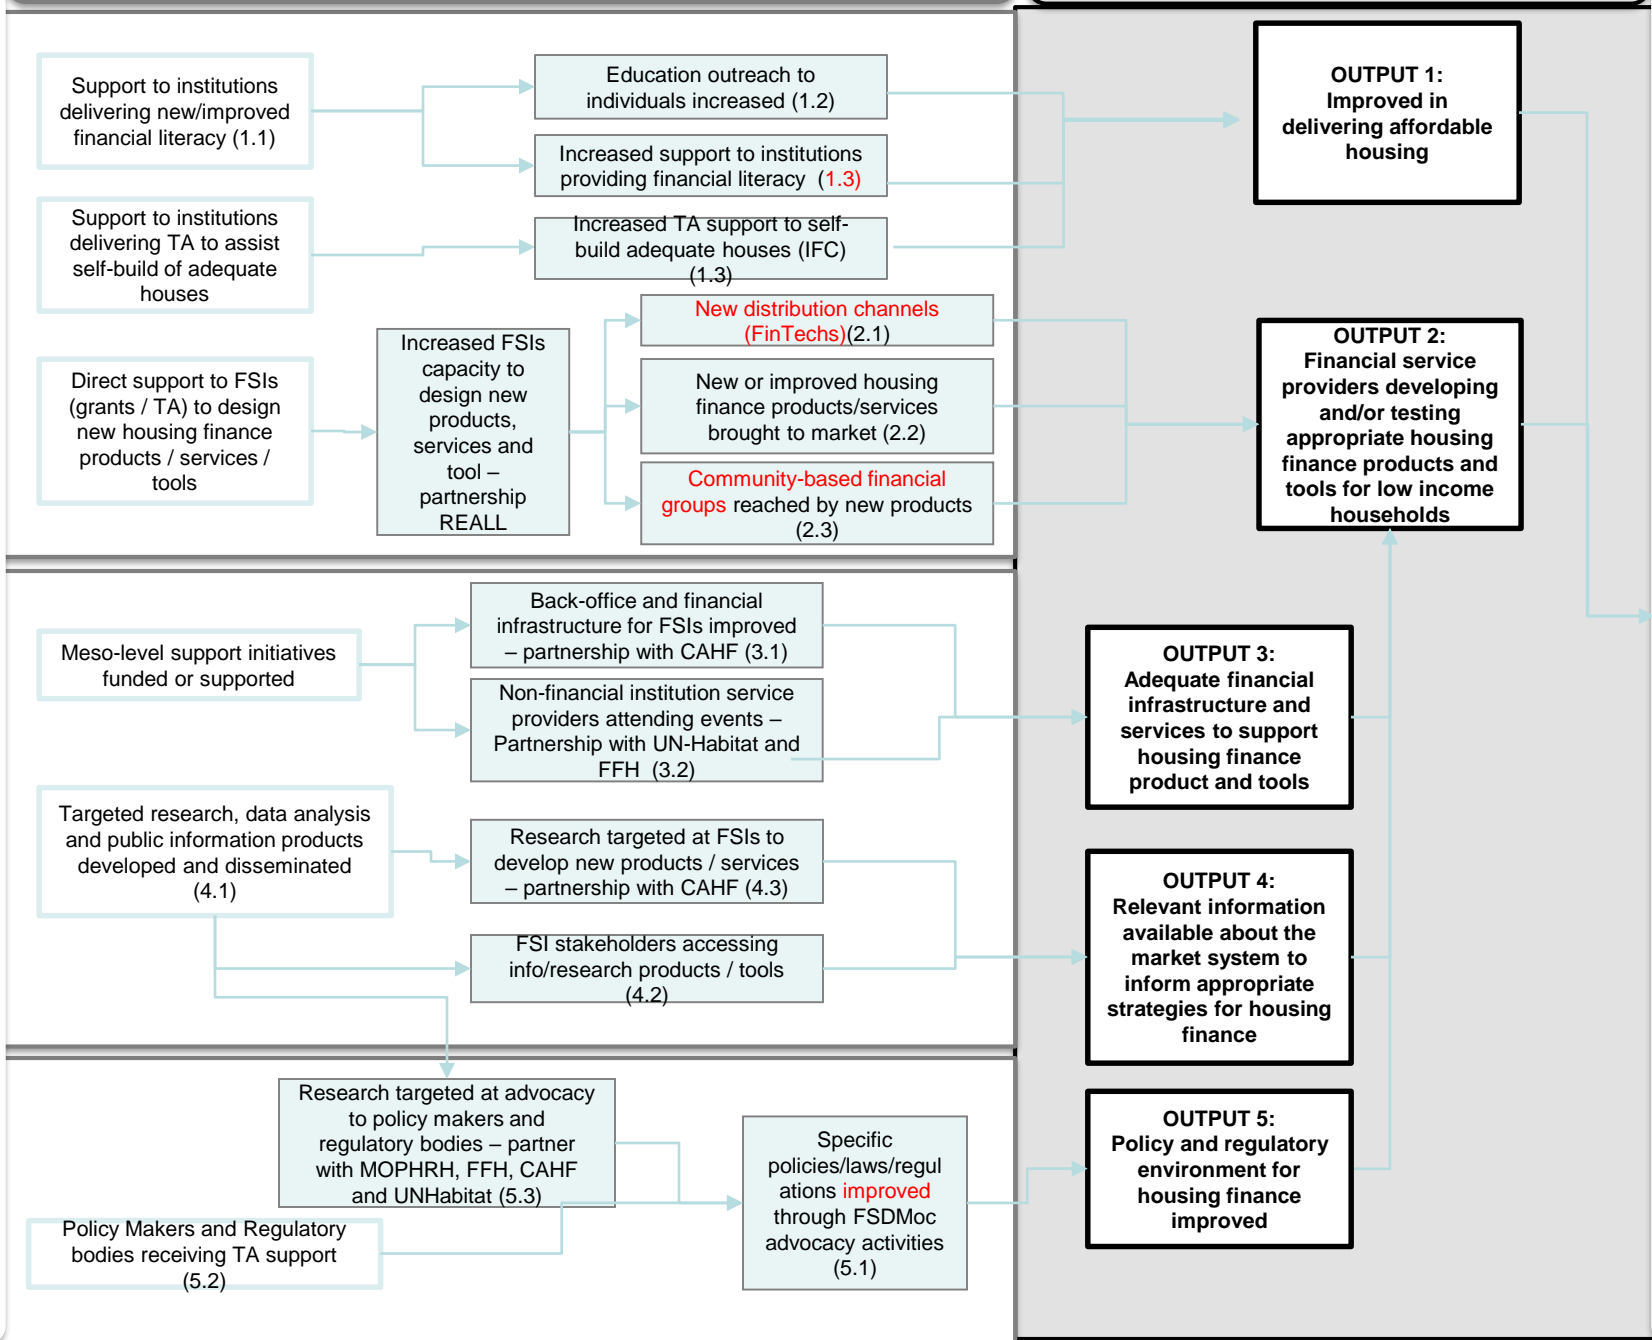 Support to institutions
delivering new/improved
financial literacy (1.1)
Education outreach to
individuals increased (1.2)
Increased support to institutions
providing financial literacy  (1.3)
OUTPUT 1:
Improved in
delivering affordable
housing
Support to institutions
delivering TA to assist
self-build of adequate
houses
Increased TA support to self-
build adequate houses (IFC)
(1.3)
Direct support to FSIs
(grants / TA) to design
new housing finance
products / services /
tools
Increased FSIs
capacity to
design new
products,
services and
tool –
partnership
REALL
New distribution channels
(FinTechs)(2.1)
New or improved housing
finance products/services
brought to market (2.2)
Community-based financial
groups reached by new products
(2.3)
OUTPUT 2:
Financial service
providers developing
and/or testing
appropriate housing
finance products and
tools for low income
households
Meso-level support initiatives
funded or supported
Back-office and financial
infrastructure for FSIs improved
– partnership with CAHF (3.1)
Non-financial institution service
providers attending events –
Partnership with UN-Habitat and
FFH  (3.2)
OUTPUT 3:
Adequate financial
infrastructure and
services to support
housing finance
product and tools
Targeted research, data analysis
and public information products
developed and disseminated
(4.1)
Research targeted at FSIs to
develop new products / services
– partnership with CAHF (4.3)
FSI stakeholders accessing
info/research products / tools
(4.2)
OUTPUT 4:
Relevant information
available about the
market system to
inform appropriate
strategies for housing
finance
Research targeted at advocacy
to policy makers and
regulatory bodies – partner
with MOPHRH, FFH, CAHF
and UNHabitat (5.3)
Policy Makers and Regulatory
bodies receiving TA support
(5.2)
Specific
policies/laws/regul
ations improved
through FSDMoc
advocacy activities
(5.1)
OUTPUT 5:
Policy and regulatory
environment for
housing finance
improved